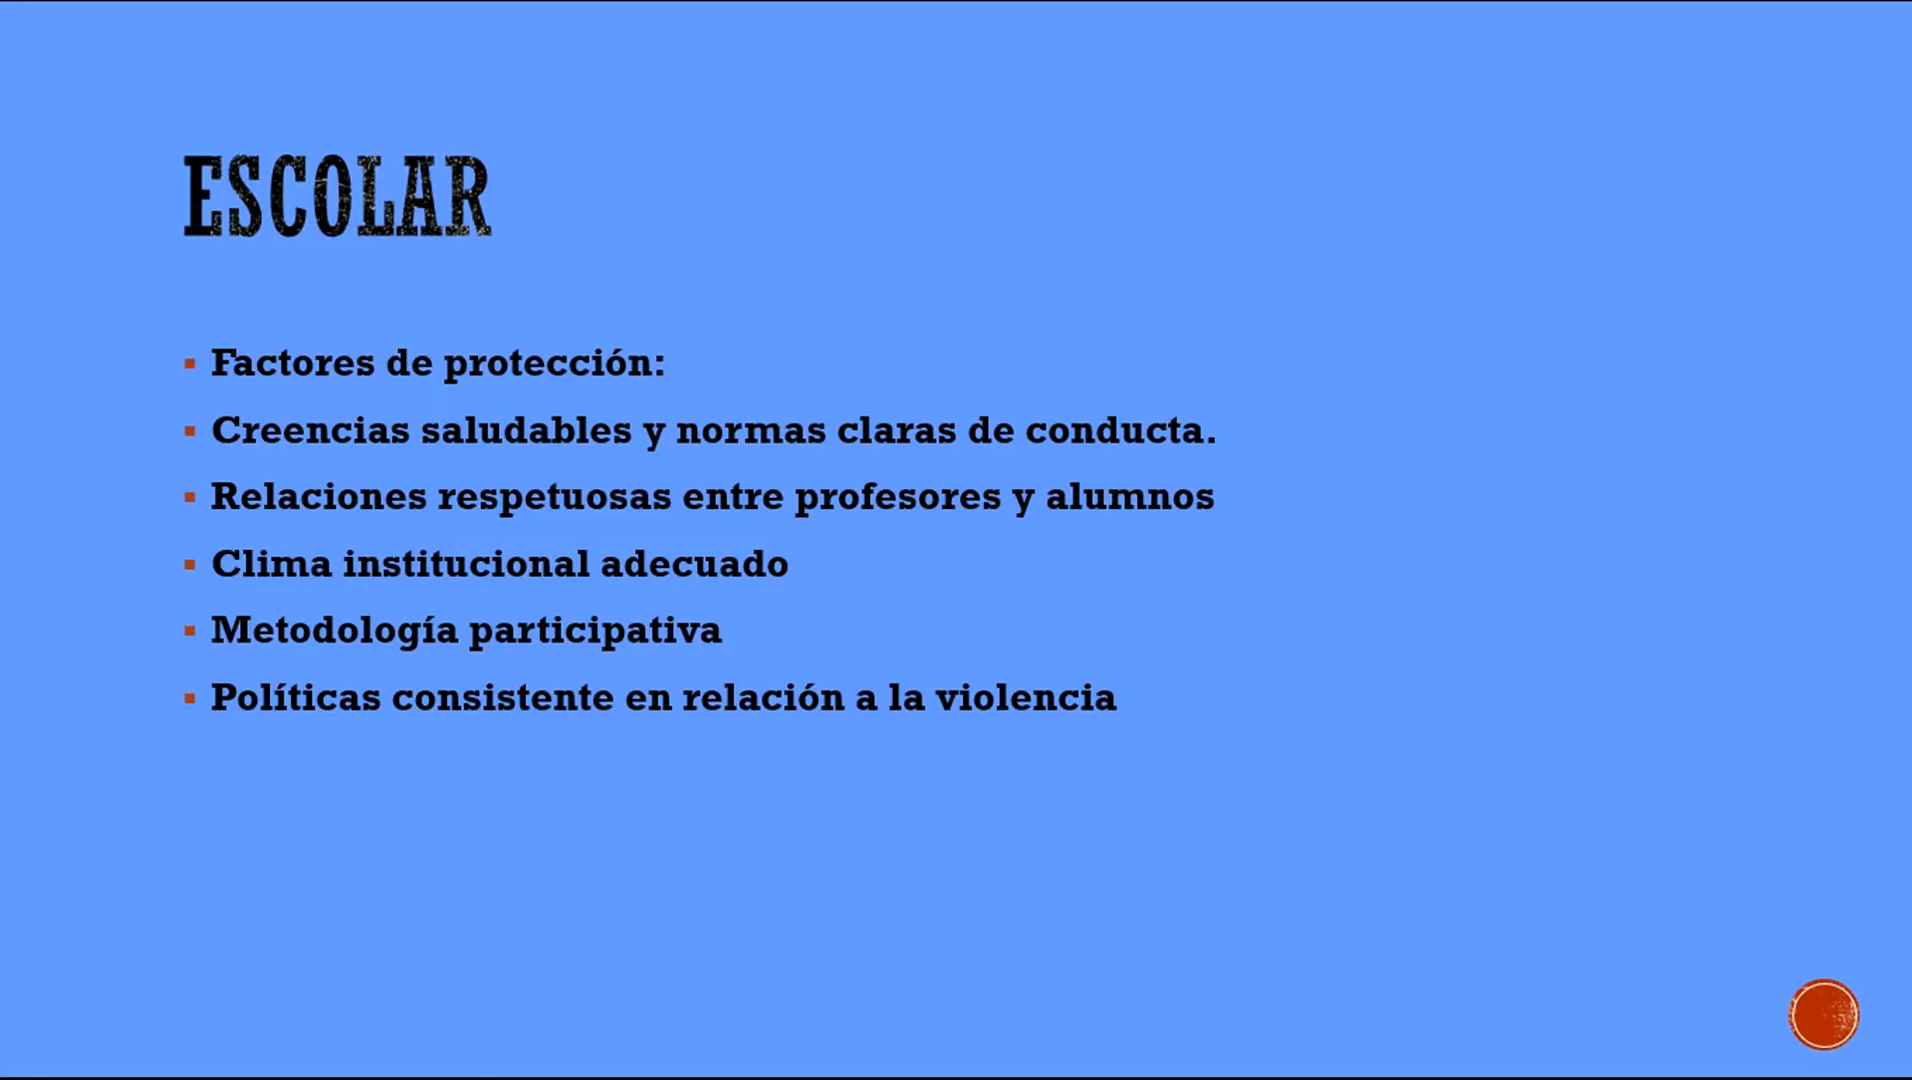 ESCOLAR
Factores de protección:
Creencias saludables y normas claras de conducta.
Relaciones respetuosas entre profesores y alumnos
Clima institucional adecuado
Metodología participativa
Políticas consistente en relación a la violencia